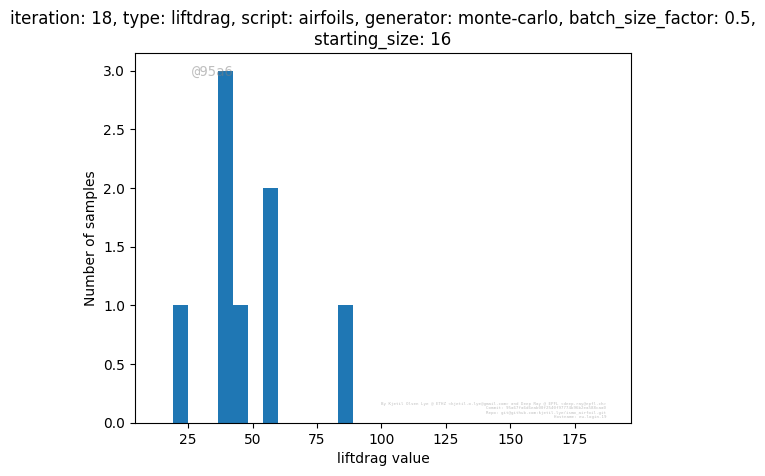 iteration: 18, type: liftdrag, script: airfoils, generator: monte-carlo, batch_size_factor: 0.5,
starting_size: 16
@95a6
3.0
2.5
2.0
1.5
1.0
0.5
0.0
Number of samples
25
50
75
100
125
150
175
liftdrag value